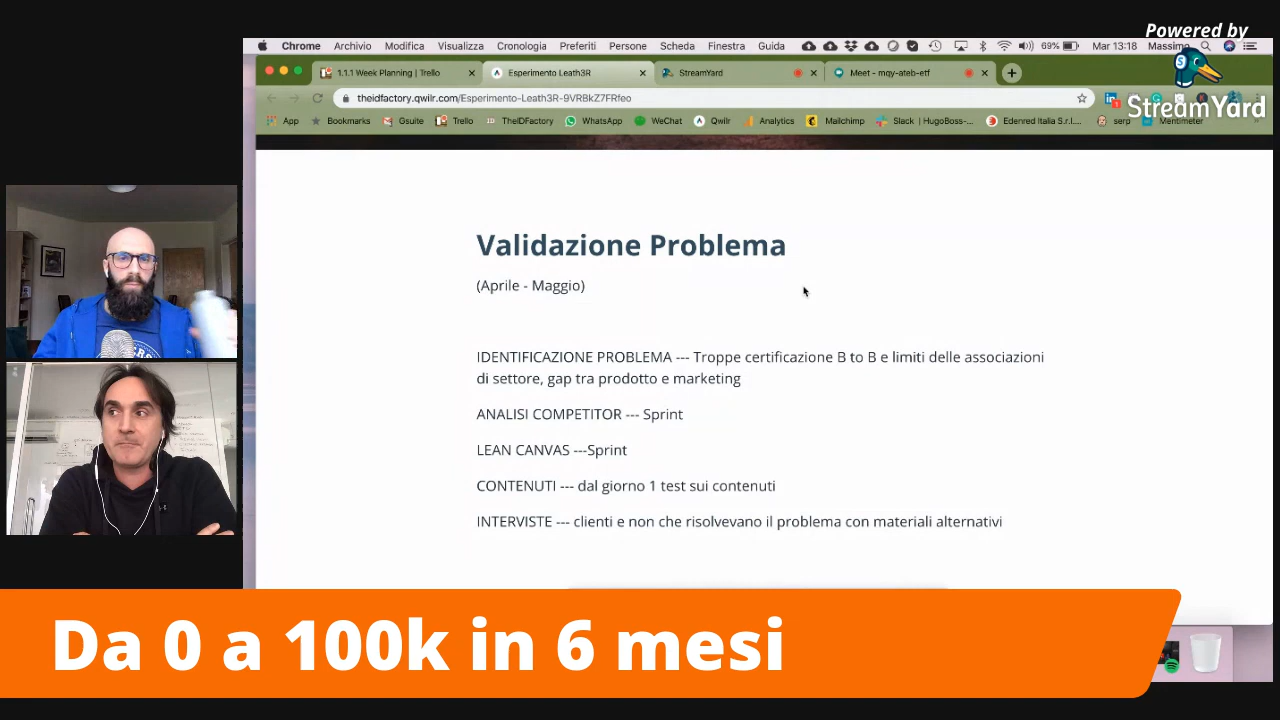 Powered by
StreamYard
Chrome Archivio Modifica Visualizza Cronologia Preferiti Persone Scheda Finestra Guida 69% Mar 13:18 Massimo
1.1.1 Week Planning | Trello Esperimento Leath3R StreamYard Meet - mqy-ateb-etf
theidfactory.qwilr.com/Esperimento-Leath3R-9VRBkZ7FRfeo
App Bookmarks Gsuite Trello TheIDFactory WhatsApp WeChat Qwilr Analytics Mailchimp Slack | HugoBoss-... Edenred Italia S.r.l.... serp Mentimeter
Validazione Problema
(Aprile - Maggio)
IDENTIFICAZIONE PROBLEMA --- Troppe certificazione B to B e limiti delle associazioni
di settore, gap tra prodotto e marketing
ANALISI COMPETITOR --- Sprint
LEAN CANVAS ---Sprint
CONTENUTI --- dal giorno 1 test sui contenuti
INTERVISTE --- clienti e non che risolvevano il problema con materiali alternativi
Da 0 a 100k in 6 mesi